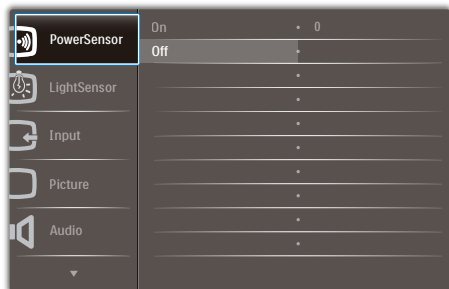 PowerSensor
On • 0
Off •
LightSensor
•
•
Input
•
•
Picture
•
•
Audio
•
•
▼